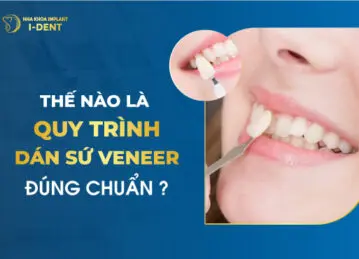 NHA KHOA IMPLANT
I-DENT
THẾ NÀO LÀ
QUY TRÌNH
DÁN SỨ VENEER
ĐÚNG CHUẨN ?